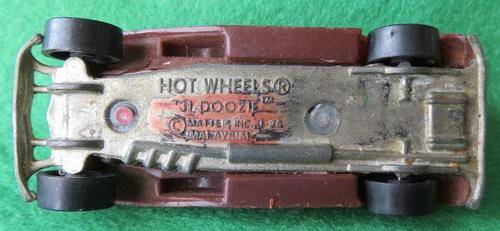 HOT WHEELS®
'31 DOOZIE™
© MATTEL INC. 1976
MALAYSIA